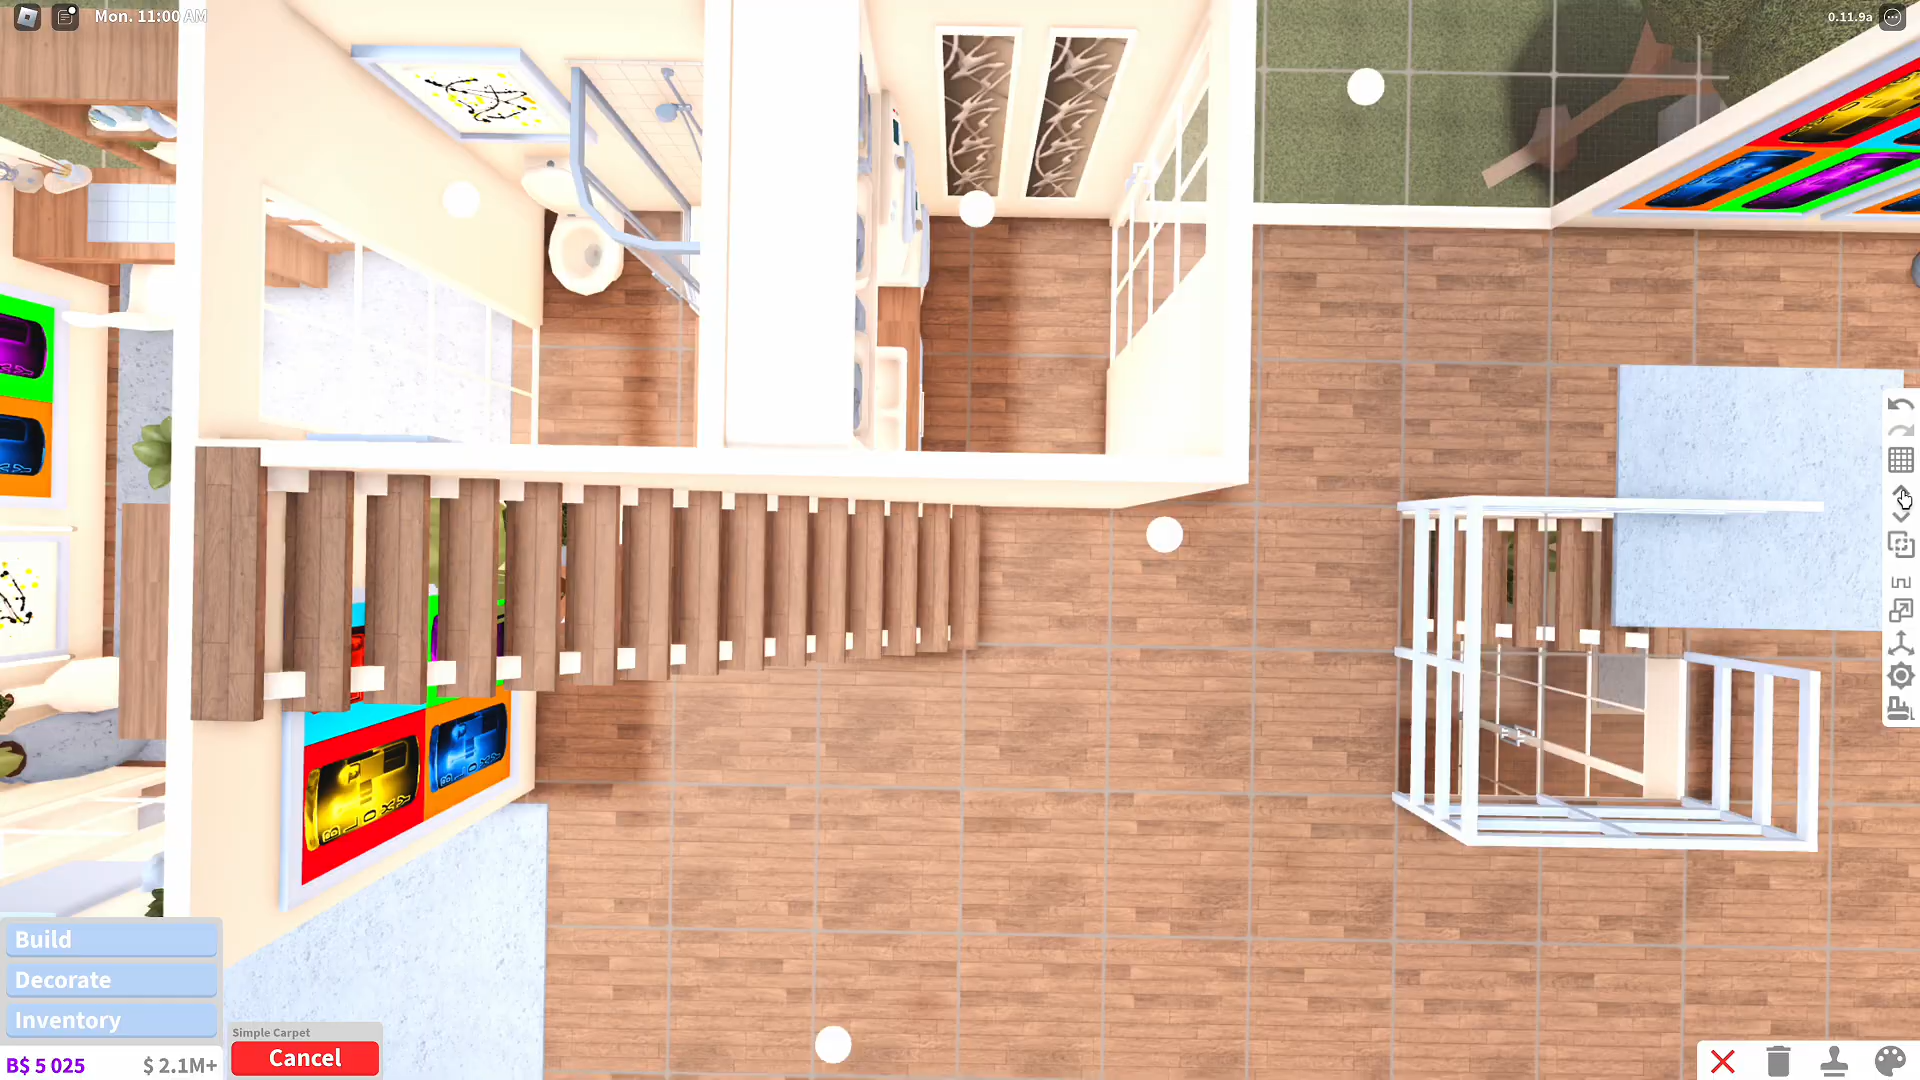 Mon. 11:00 AM
0.11.9a
Build
Decorate
Inventory
Simple Carpet
Cancel
B$ 5 025
$ 2.1M+